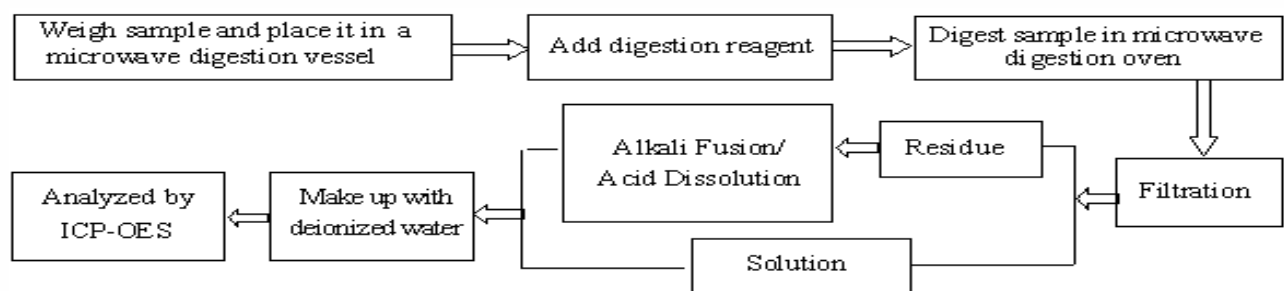 Weigh sample and place it in a
microwave digestion vessel
Add digestion reagent
Digest sample in microwave
digestion oven
Filtration
Residue
Alkali Fusion/
Acid Dissolution
Solution
Make up with
deionized water
Analyzed by
ICP-OES